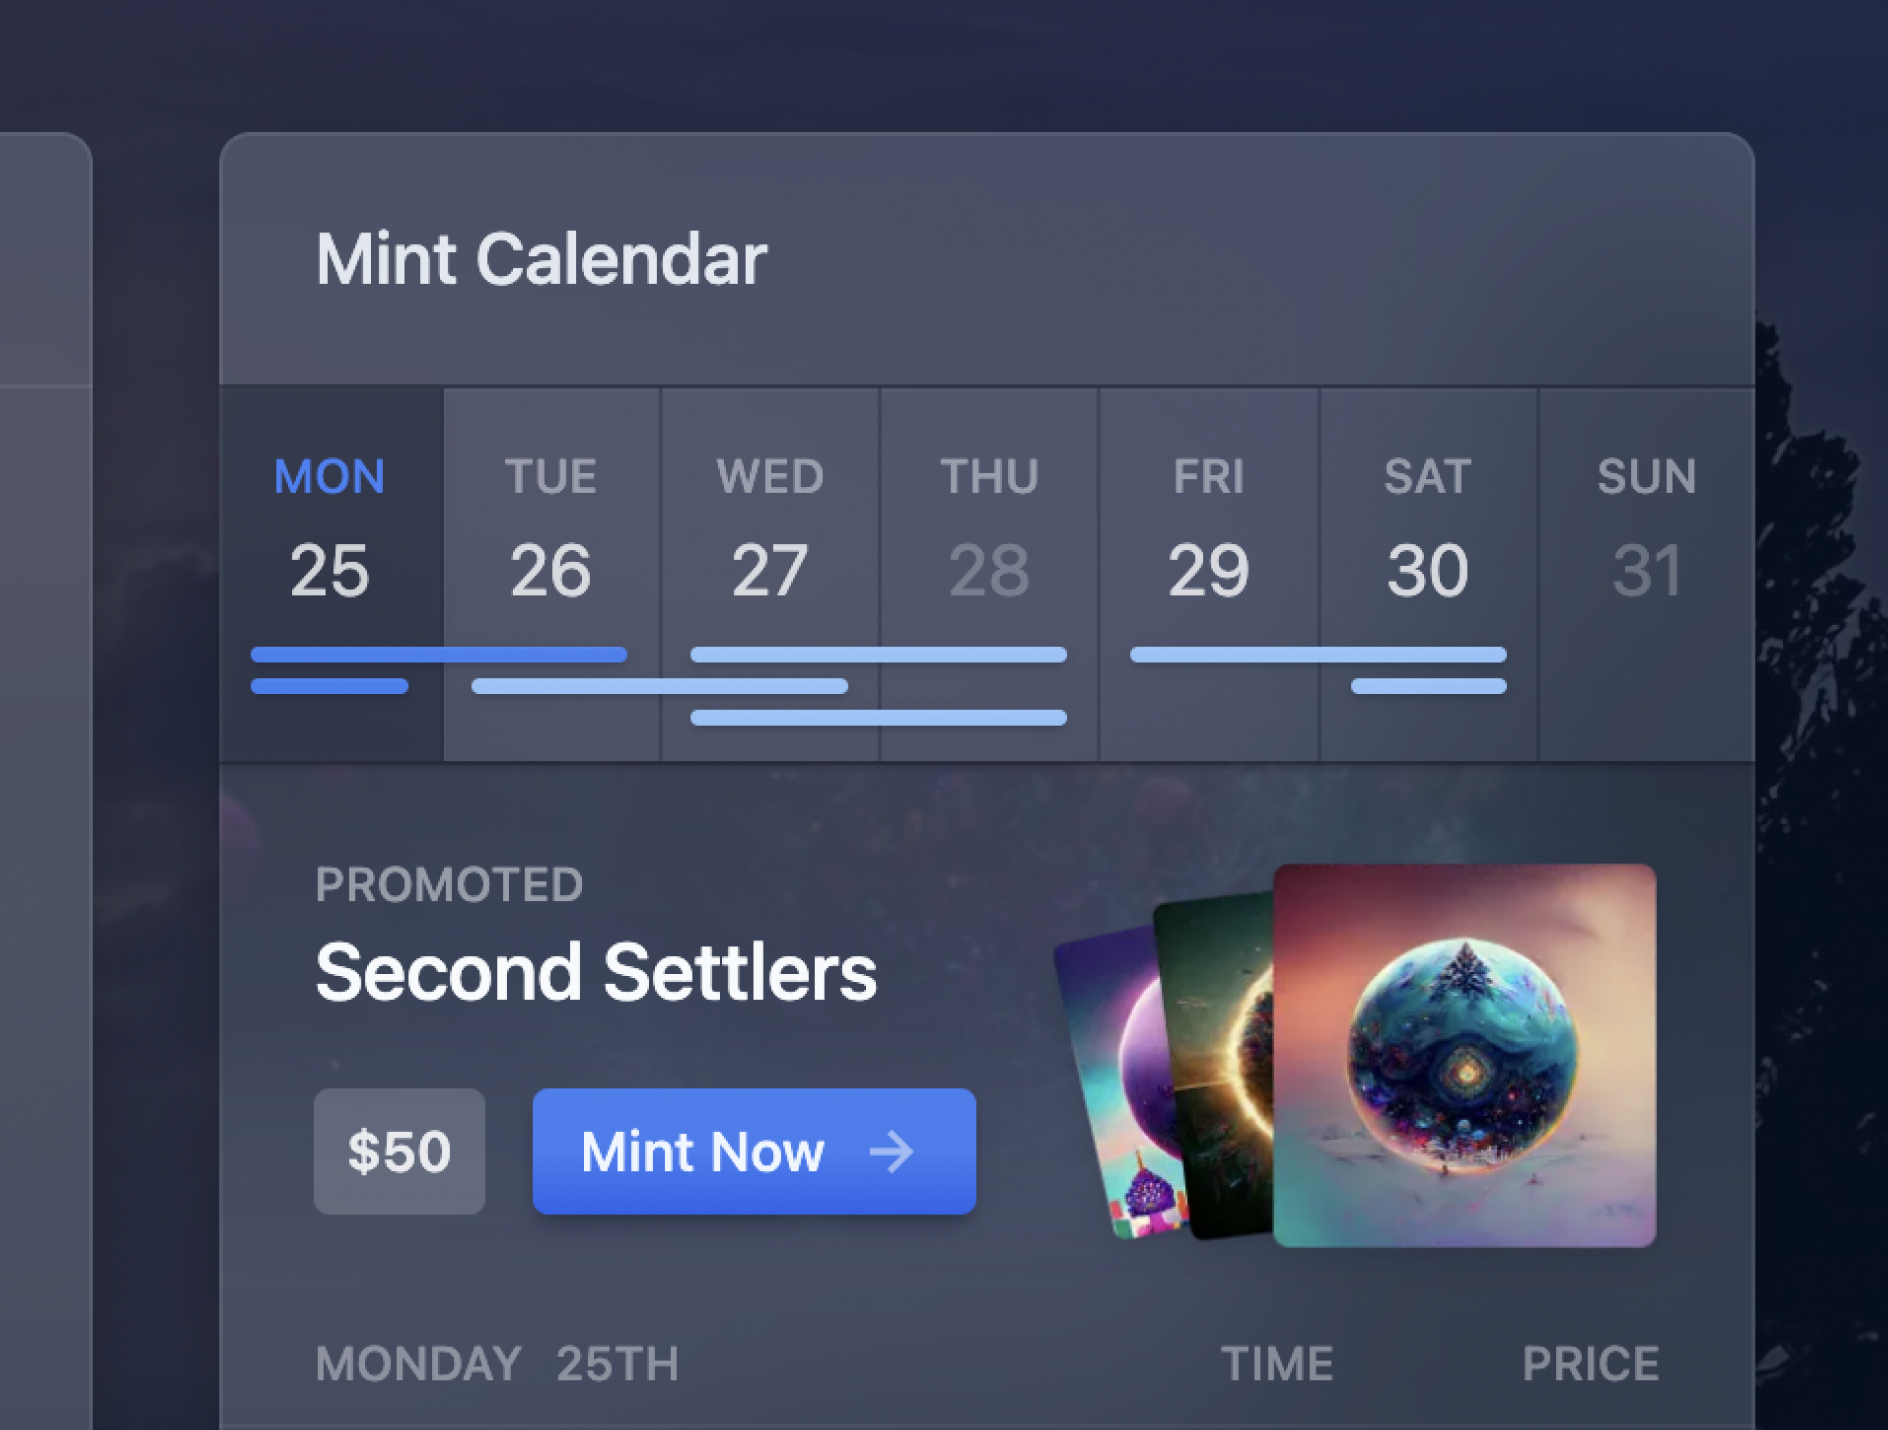 Mint Calendar
MON TUE WED THU FRI SAT SUN
25 26 27 28 29 30 31
PROMOTED
Second Settlers
$50 Mint Now →
MONDAY 25TH TIME PRICE